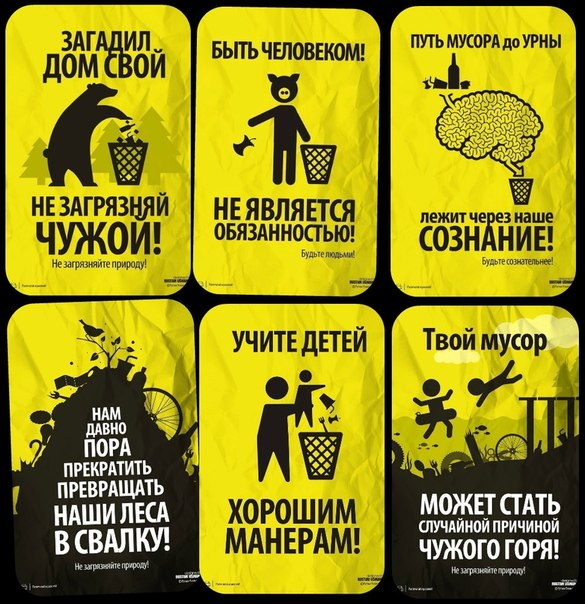 ЗАГАДИЛ
ДОМ СВОЙ
НЕ ЗАГРЯЗНЯЙ
ЧУЖОЙ!
Не загрязняйте природу!
БЫТЬ ЧЕЛОВЕКОМ!
НЕ ЯВЛЯЕТСЯ
ОБЯЗАННОСТЬЮ!
Будьте людьми!
ПУТЬ МУСОРА до УРНЫ
лежит через наше
СОЗНАНИЕ!
Будьте сознательнее!
НАМ
ДАВНО
ПОРА
ПРЕКРАТИТЬ
ПРЕВРАЩАТЬ
НАШИ ЛЕСА
В СВАЛКУ!
Не загрязняйте природу!
УЧИТЕ ДЕТЕЙ
ХОРОШИМ
МАНЕРАМ!
Твой мусор
МОЖЕТ СТАТЬ
СЛУЧАЙНОЙ ПРИЧИНОЙ
ЧУЖОГО ГОРЯ!
Не загрязняйте природу!